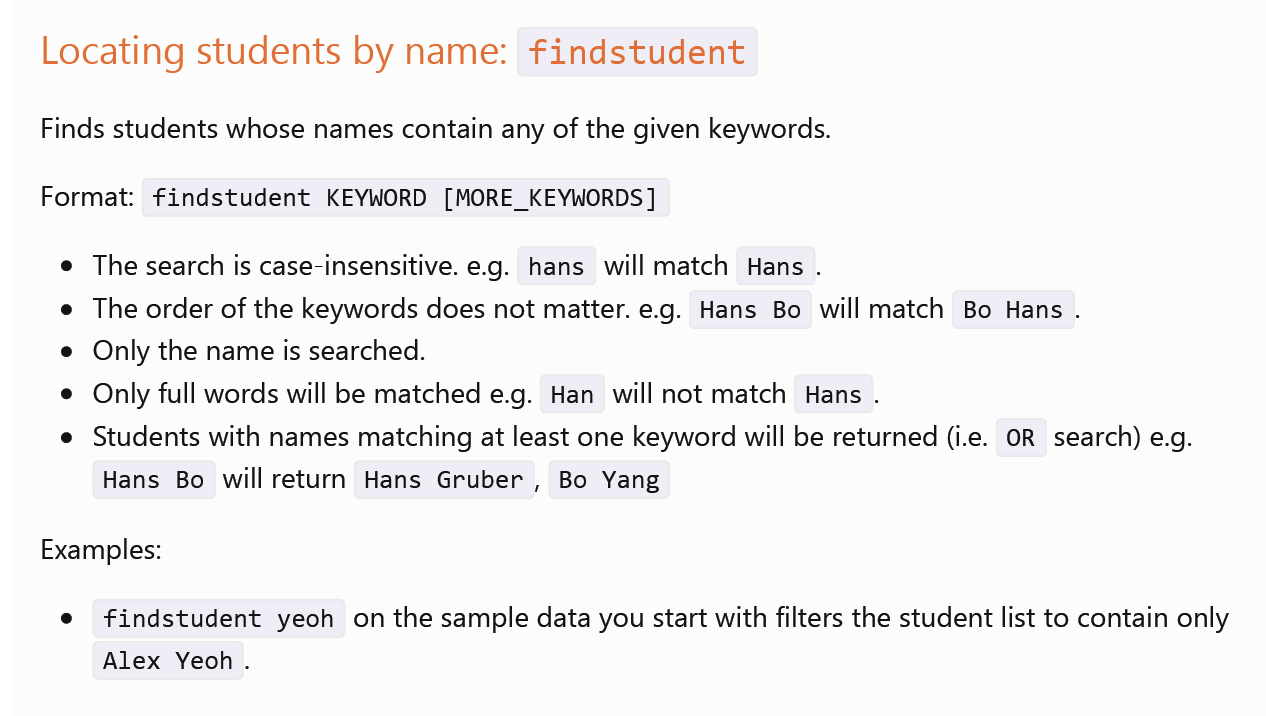 Locating students by name: findstudent
Finds students whose names contain any of the given keywords.
Format: findstudent KEYWORD [MORE_KEYWORDS]
• The search is case-insensitive. e.g. hans will match Hans.
• The order of the keywords does not matter. e.g. Hans Bo will match Bo Hans.
• Only the name is searched.
• Only full words will be matched e.g. Han will not match Hans.
• Students with names matching at least one keyword will be returned (i.e. OR search) e.g.
Hans Bo will return Hans Gruber, Bo Yang
Examples:
• findstudent yeoh on the sample data you start with filters the student list to contain only
Alex Yeoh.